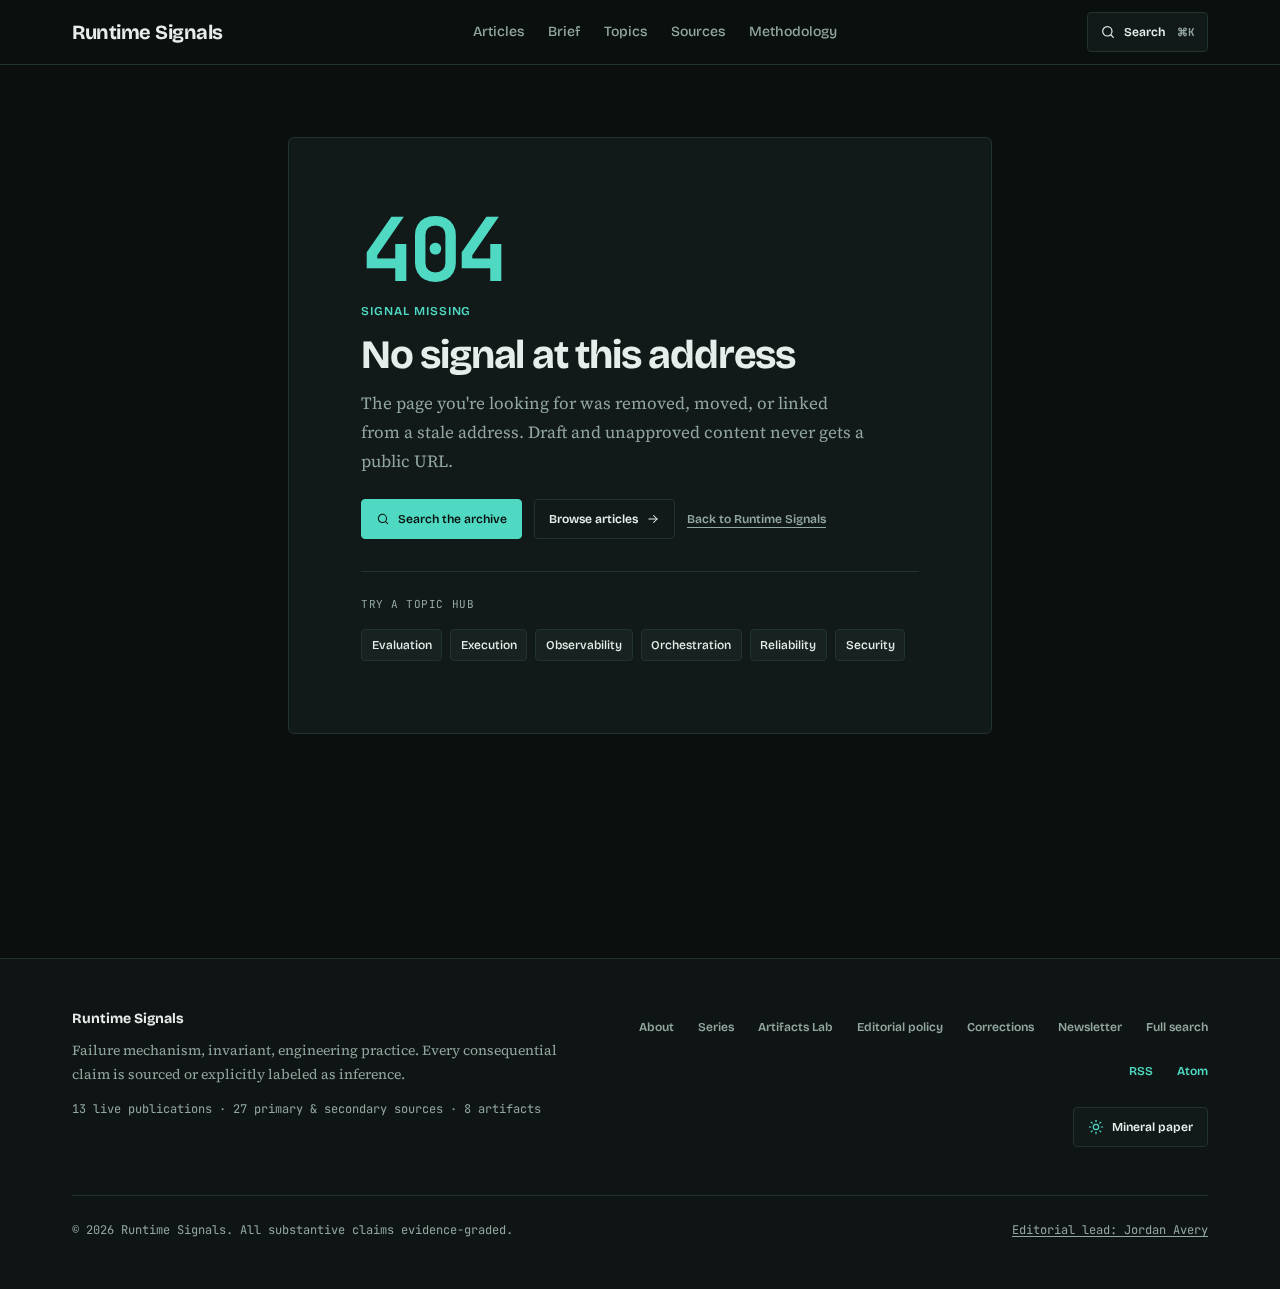 Runtime Signals
Articles Brief Topics Sources Methodology
Search ⌘K
404
SIGNAL MISSING
No signal at this address
The page you're looking for was removed, moved, or linked
from a stale address. Draft and unapproved content never gets a
public URL.
Search the archive
Browse articles →
Back to Runtime Signals
TRY A TOPIC HUB
Evaluation Execution Observability Orchestration Reliability Security
Runtime Signals
Failure mechanism, invariant, engineering practice. Every consequential
claim is sourced or explicitly labeled as inference.
13 live publications · 27 primary & secondary sources · 8 artifacts
About Series Artifacts Lab Editorial policy Corrections Newsletter Full search
RSS Atom
Mineral paper
© 2026 Runtime Signals. All substantive claims evidence-graded.
Editorial lead: Jordan Avery